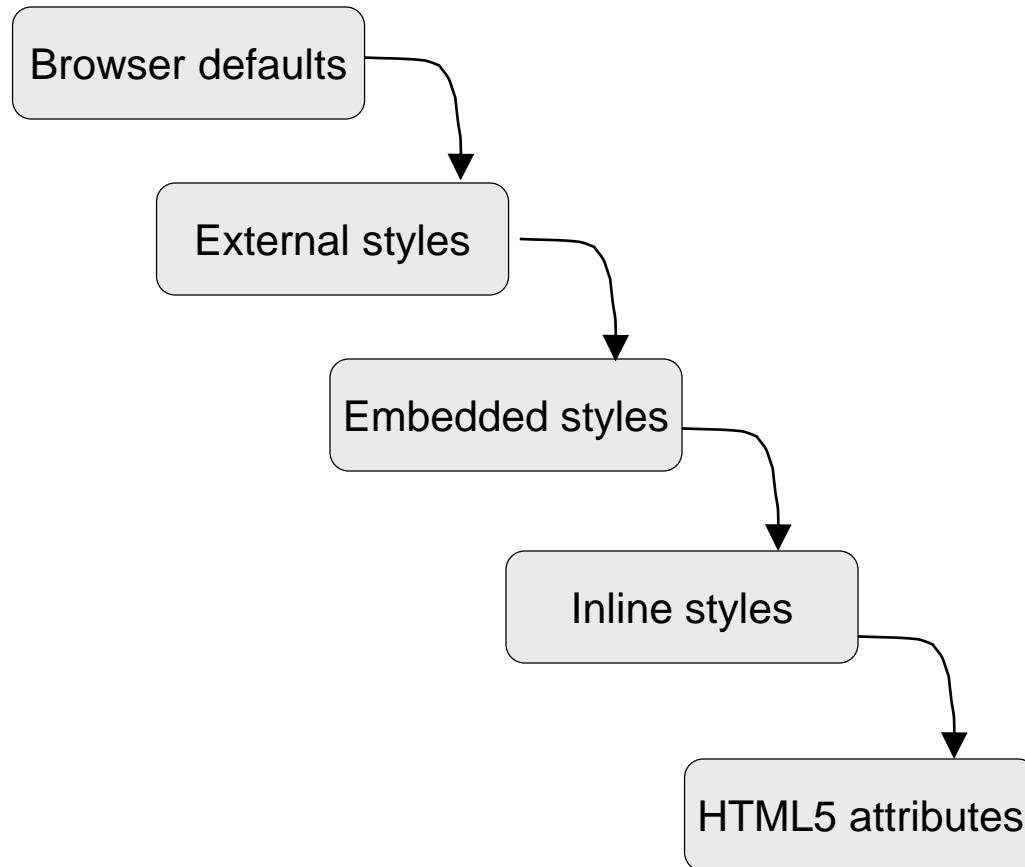 Browser defaults
External styles
Embedded styles
Inline styles
HTML5 attributes